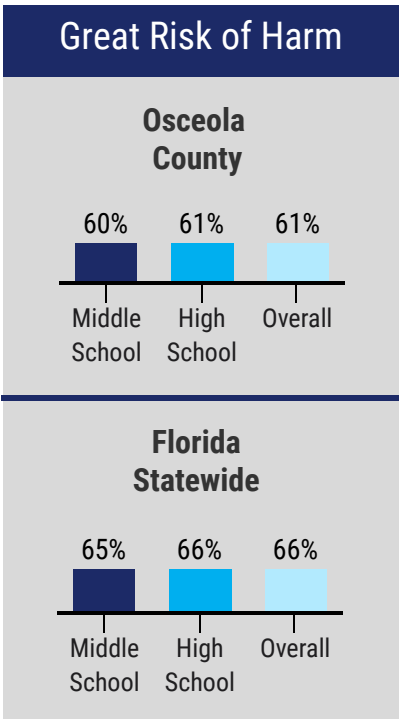 Great Risk of Harm
Osceola
County
60% 61% 61%
Middle High Overall
School School
Florida
Statewide
65% 66% 66%
Middle High Overall
School School